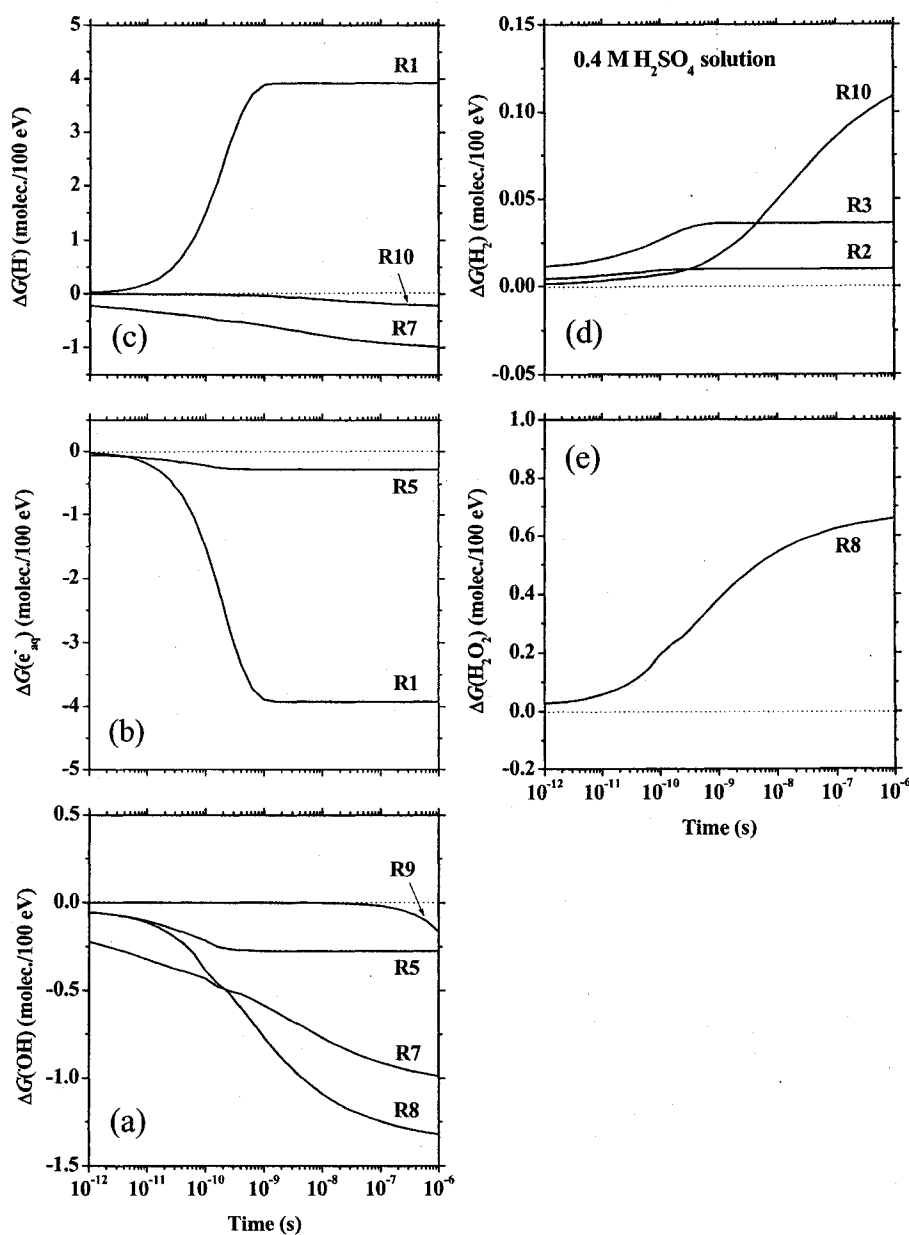 ΔG(H) (molec./100 eV)
5
4
3
2
1
0
-1
R1
R10
R7
(c)
ΔG(H₂) (molec./100 eV)
0.15
0.10
0.05
0.00
-0.05
0.4 M H₂SO₄ solution
R10
R3
R2
(d)
ΔG(e⁻aq) (molec./100 eV)
0
-1
-2
-3
-4
-5
R5
R1
(b)
ΔG(H₂O₂) (molec./100 eV)
1.0
0.8
0.6
0.4
0.2
0.0
-0.2
(e)
R8
10⁻¹² 10⁻¹¹ 10⁻¹⁰ 10⁻⁹ 10⁻⁸ 10⁻⁷ 10⁻⁶
Time (s)
ΔG(OH) (molec./100 eV)
0.5
0.0
-0.5
-1.0
-1.5
R9
R5
R7
R8
(a)
10⁻¹² 10⁻¹¹ 10⁻¹⁰ 10⁻⁹ 10⁻⁸ 10⁻⁷ 10⁻⁶
Time (s)